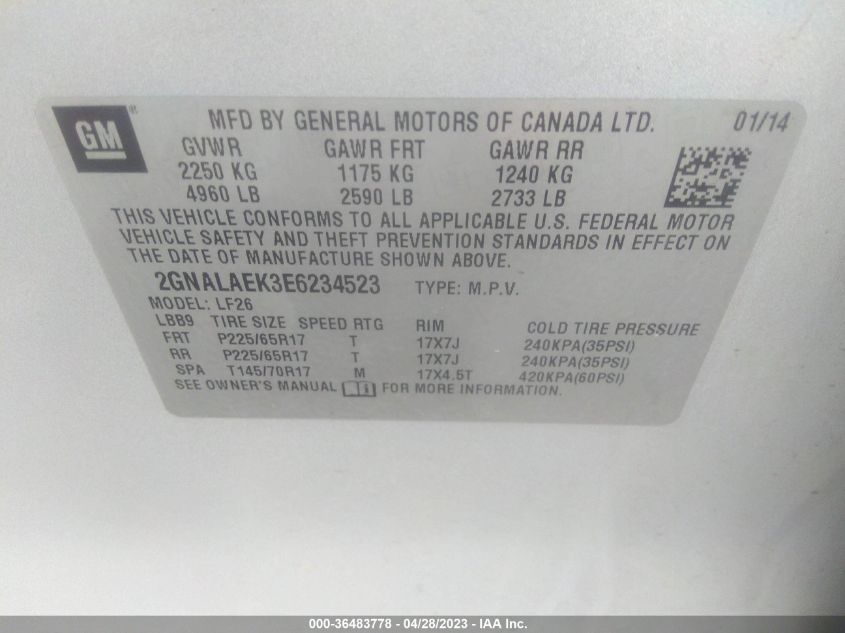 GM ®
MFD BY GENERAL MOTORS OF CANADA LTD. 01/14
GVWR GAWR FRT GAWR RR
2250 KG 1175 KG 1240 KG
4960 LB 2590 LB 2733 LB
THIS VEHICLE CONFORMS TO ALL APPLICABLE U.S. FEDERAL MOTOR
VEHICLE SAFETY AND THEFT PREVENTION STANDARDS IN EFFECT ON
THE DATE OF MANUFACTURE SHOWN ABOVE.
2GNALAEK3E6234523 TYPE: M.P.V.
MODEL: LF26
LBB9 TIRE SIZE SPEED RTG RIM COLD TIRE PRESSURE
FRT P225/65R17 T 17X7J 240KPA(35PSI)
RR P225/65R17 T 17X7J 240KPA(35PSI)
SPA T145/70R17 M 17X4.5T 420KPA(60PSI)
SEE OWNER'S MANUAL FOR MORE INFORMATION.
000-36483778 - 04/28/2023 - IAA Inc.